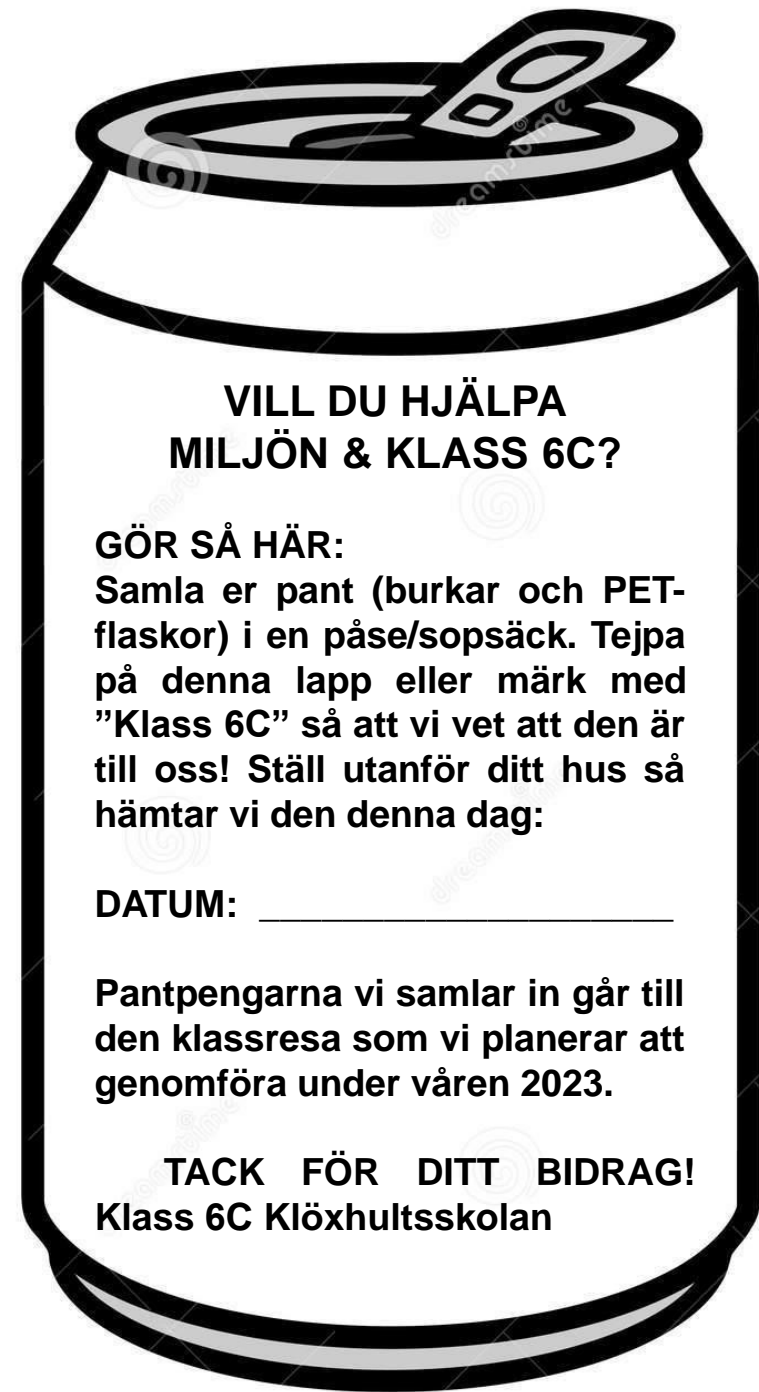 VILL DU HJÄLPA
MILJÖN & KLASS 6C?
GÖR SÅ HÄR:
Samla er pant (burkar och PET-
flaskor) i en påse/sopsäck. Tejpa
på denna lapp eller märk med
”Klass 6C” så att vi vet att den är
till oss! Ställ utanför ditt hus så
hämtar vi den denna dag:
DATUM: ____________________
Pantpengarna vi samlar in går till
den klassresa som vi planerar att
genomföra under våren 2023.
TACK FÖR DITT BIDRAG!
Klass 6C Klöxhultsskolan
dreamstime